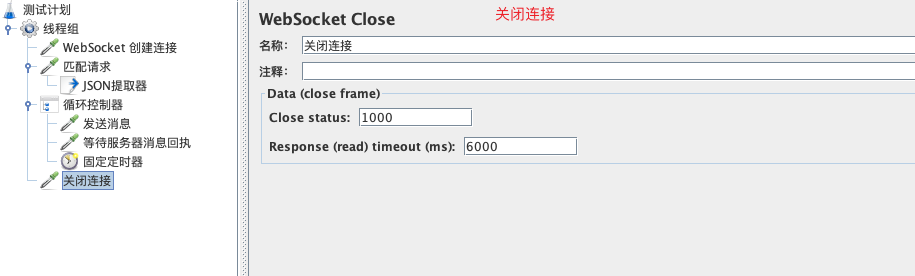 测试计划
线程组
WebSocket 创建连接
匹配请求
JSON提取器
循环控制器
发送消息
等待服务器消息回执
固定定时器
关闭连接
关闭连接
WebSocket Close
名称： 关闭连接
注释：
Data (close frame)
Close status: 1000
Response (read) timeout (ms): 6000